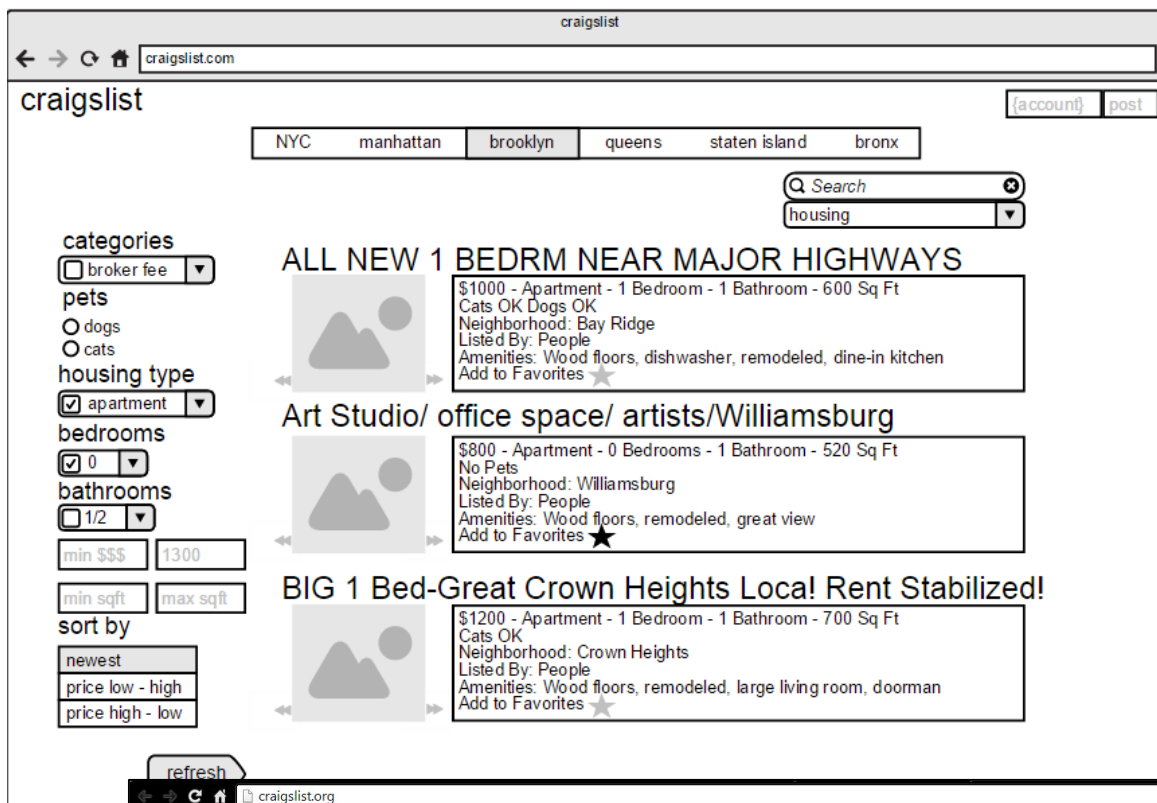 craigslist
craigslist.com
craigslist
{account} post
NYC manhattan brooklyn queens staten island bronx
Search
housing
categories
broker fee
pets
dogs
cats
housing type
apartment
bedrooms
0
bathrooms
1/2
min $$$ 1300
min sqft max sqft
sort by
newest
price low - high
price high - low
refresh
ALL NEW 1 BEDRM NEAR MAJOR HIGHWAYS
$1000 - Apartment - 1 Bedroom - 1 Bathroom - 600 Sq Ft
Cats OK Dogs OK
Neighborhood: Bay Ridge
Listed By: People
Amenities: Wood floors, dishwasher, remodeled, dine-in kitchen
Add to Favorites
Art Studio/ office space/ artists/Williamsburg
$800 - Apartment - 0 Bedrooms - 1 Bathroom - 520 Sq Ft
No Pets
Neighborhood: Williamsburg
Listed By: People
Amenities: Wood floors, remodeled, great view
Add to Favorites
BIG 1 Bed-Great Crown Heights Loca! Rent Stabilized!
$1200 - Apartment - 1 Bedroom - 1 Bathroom - 700 Sq Ft
Cats OK
Neighborhood: Crown Heights
Listed By: People
Amenities: Wood floors, remodeled, large living room, doorman
Add to Favorites
craigslist.org